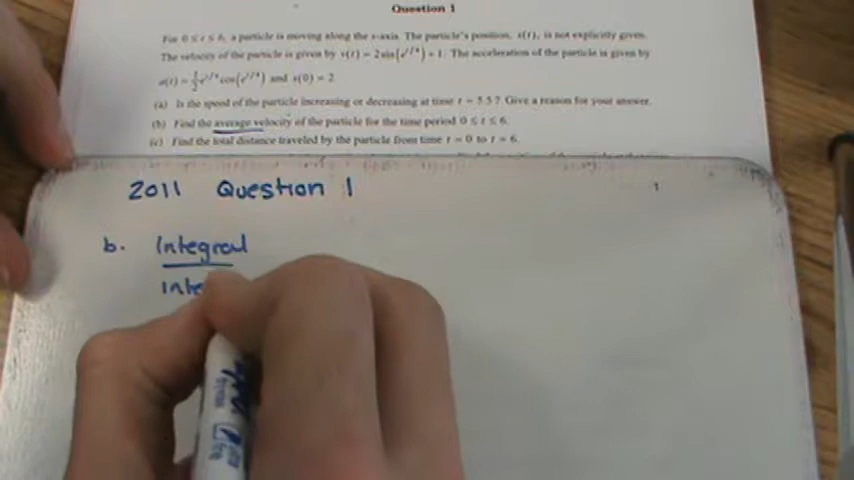 Question 1
For 0 ≤ t ≤ 6, a particle is moving along the x-axis. The particle's position, x(t), is not explicitly given.
The velocity of the particle is given by v(t) = 2 sin(e^{t/4}) + 1. The acceleration of the particle is given by
a(t) = 1/2 e^{t/4} cos(e^{t/4}) and x(0) = 2.
(a) Is the speed of the particle increasing or decreasing at time t = 5.5? Give a reason for your answer.
(b) Find the average velocity of the particle for the time period 0 ≤ t ≤ 6.
(c) Find the total distance traveled by the particle from time t = 0 to t = 6.
2011 Question 1
b. Integral
inte